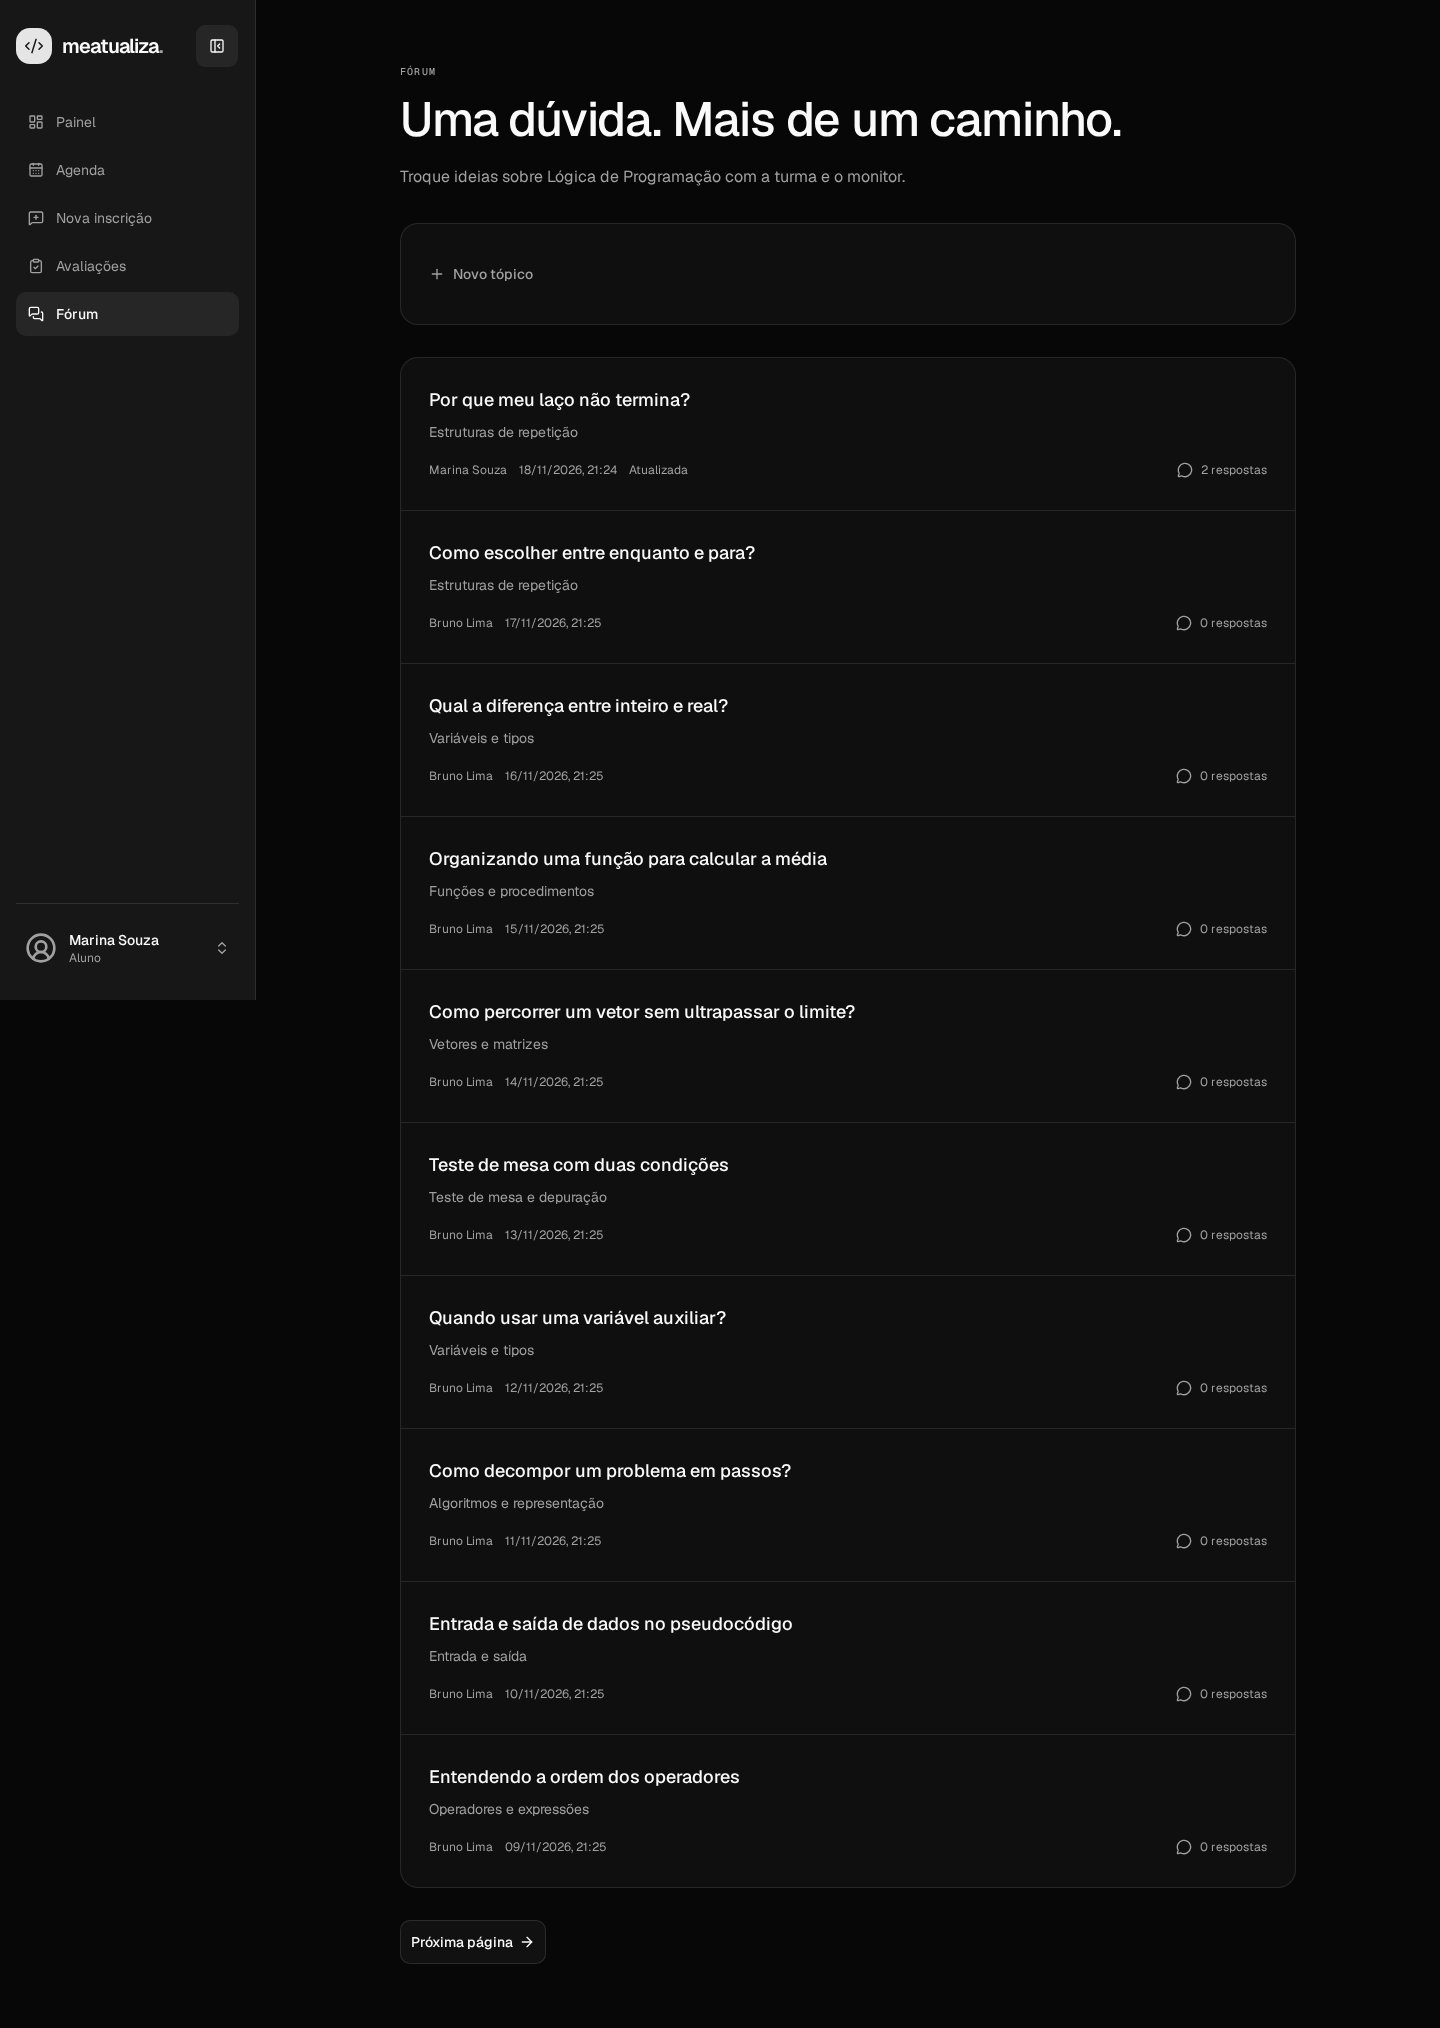 meatualiza.
Painel
Agenda
Nova inscrição
Avaliações
Fórum
Marina Souza
Aluno
FÓRUM
Uma dúvida. Mais de um caminho.
Troque ideias sobre Lógica de Programação com a turma e o monitor.
Novo tópico
Por que meu laço não termina?
Estruturas de repetição
Marina Souza 18/11/2026, 21:24 Atualizada 2 respostas
Como escolher entre enquanto e para?
Estruturas de repetição
Bruno Lima 17/11/2026, 21:25 0 respostas
Qual a diferença entre inteiro e real?
Variáveis e tipos
Bruno Lima 16/11/2026, 21:25 0 respostas
Organizando uma função para calcular a média
Funções e procedimentos
Bruno Lima 15/11/2026, 21:25 0 respostas
Como percorrer um vetor sem ultrapassar o limite?
Vetores e matrizes
Bruno Lima 14/11/2026, 21:25 0 respostas
Teste de mesa com duas condições
Teste de mesa e depuração
Bruno Lima 13/11/2026, 21:25 0 respostas
Quando usar uma variável auxiliar?
Variáveis e tipos
Bruno Lima 12/11/2026, 21:25 0 respostas
Como decompor um problema em passos?
Algoritmos e representação
Bruno Lima 11/11/2026, 21:25 0 respostas
Entrada e saída de dados no pseudocódigo
Entrada e saída
Bruno Lima 10/11/2026, 21:25 0 respostas
Entendendo a ordem dos operadores
Operadores e expressões
Bruno Lima 09/11/2026, 21:25 0 respostas
Próxima página